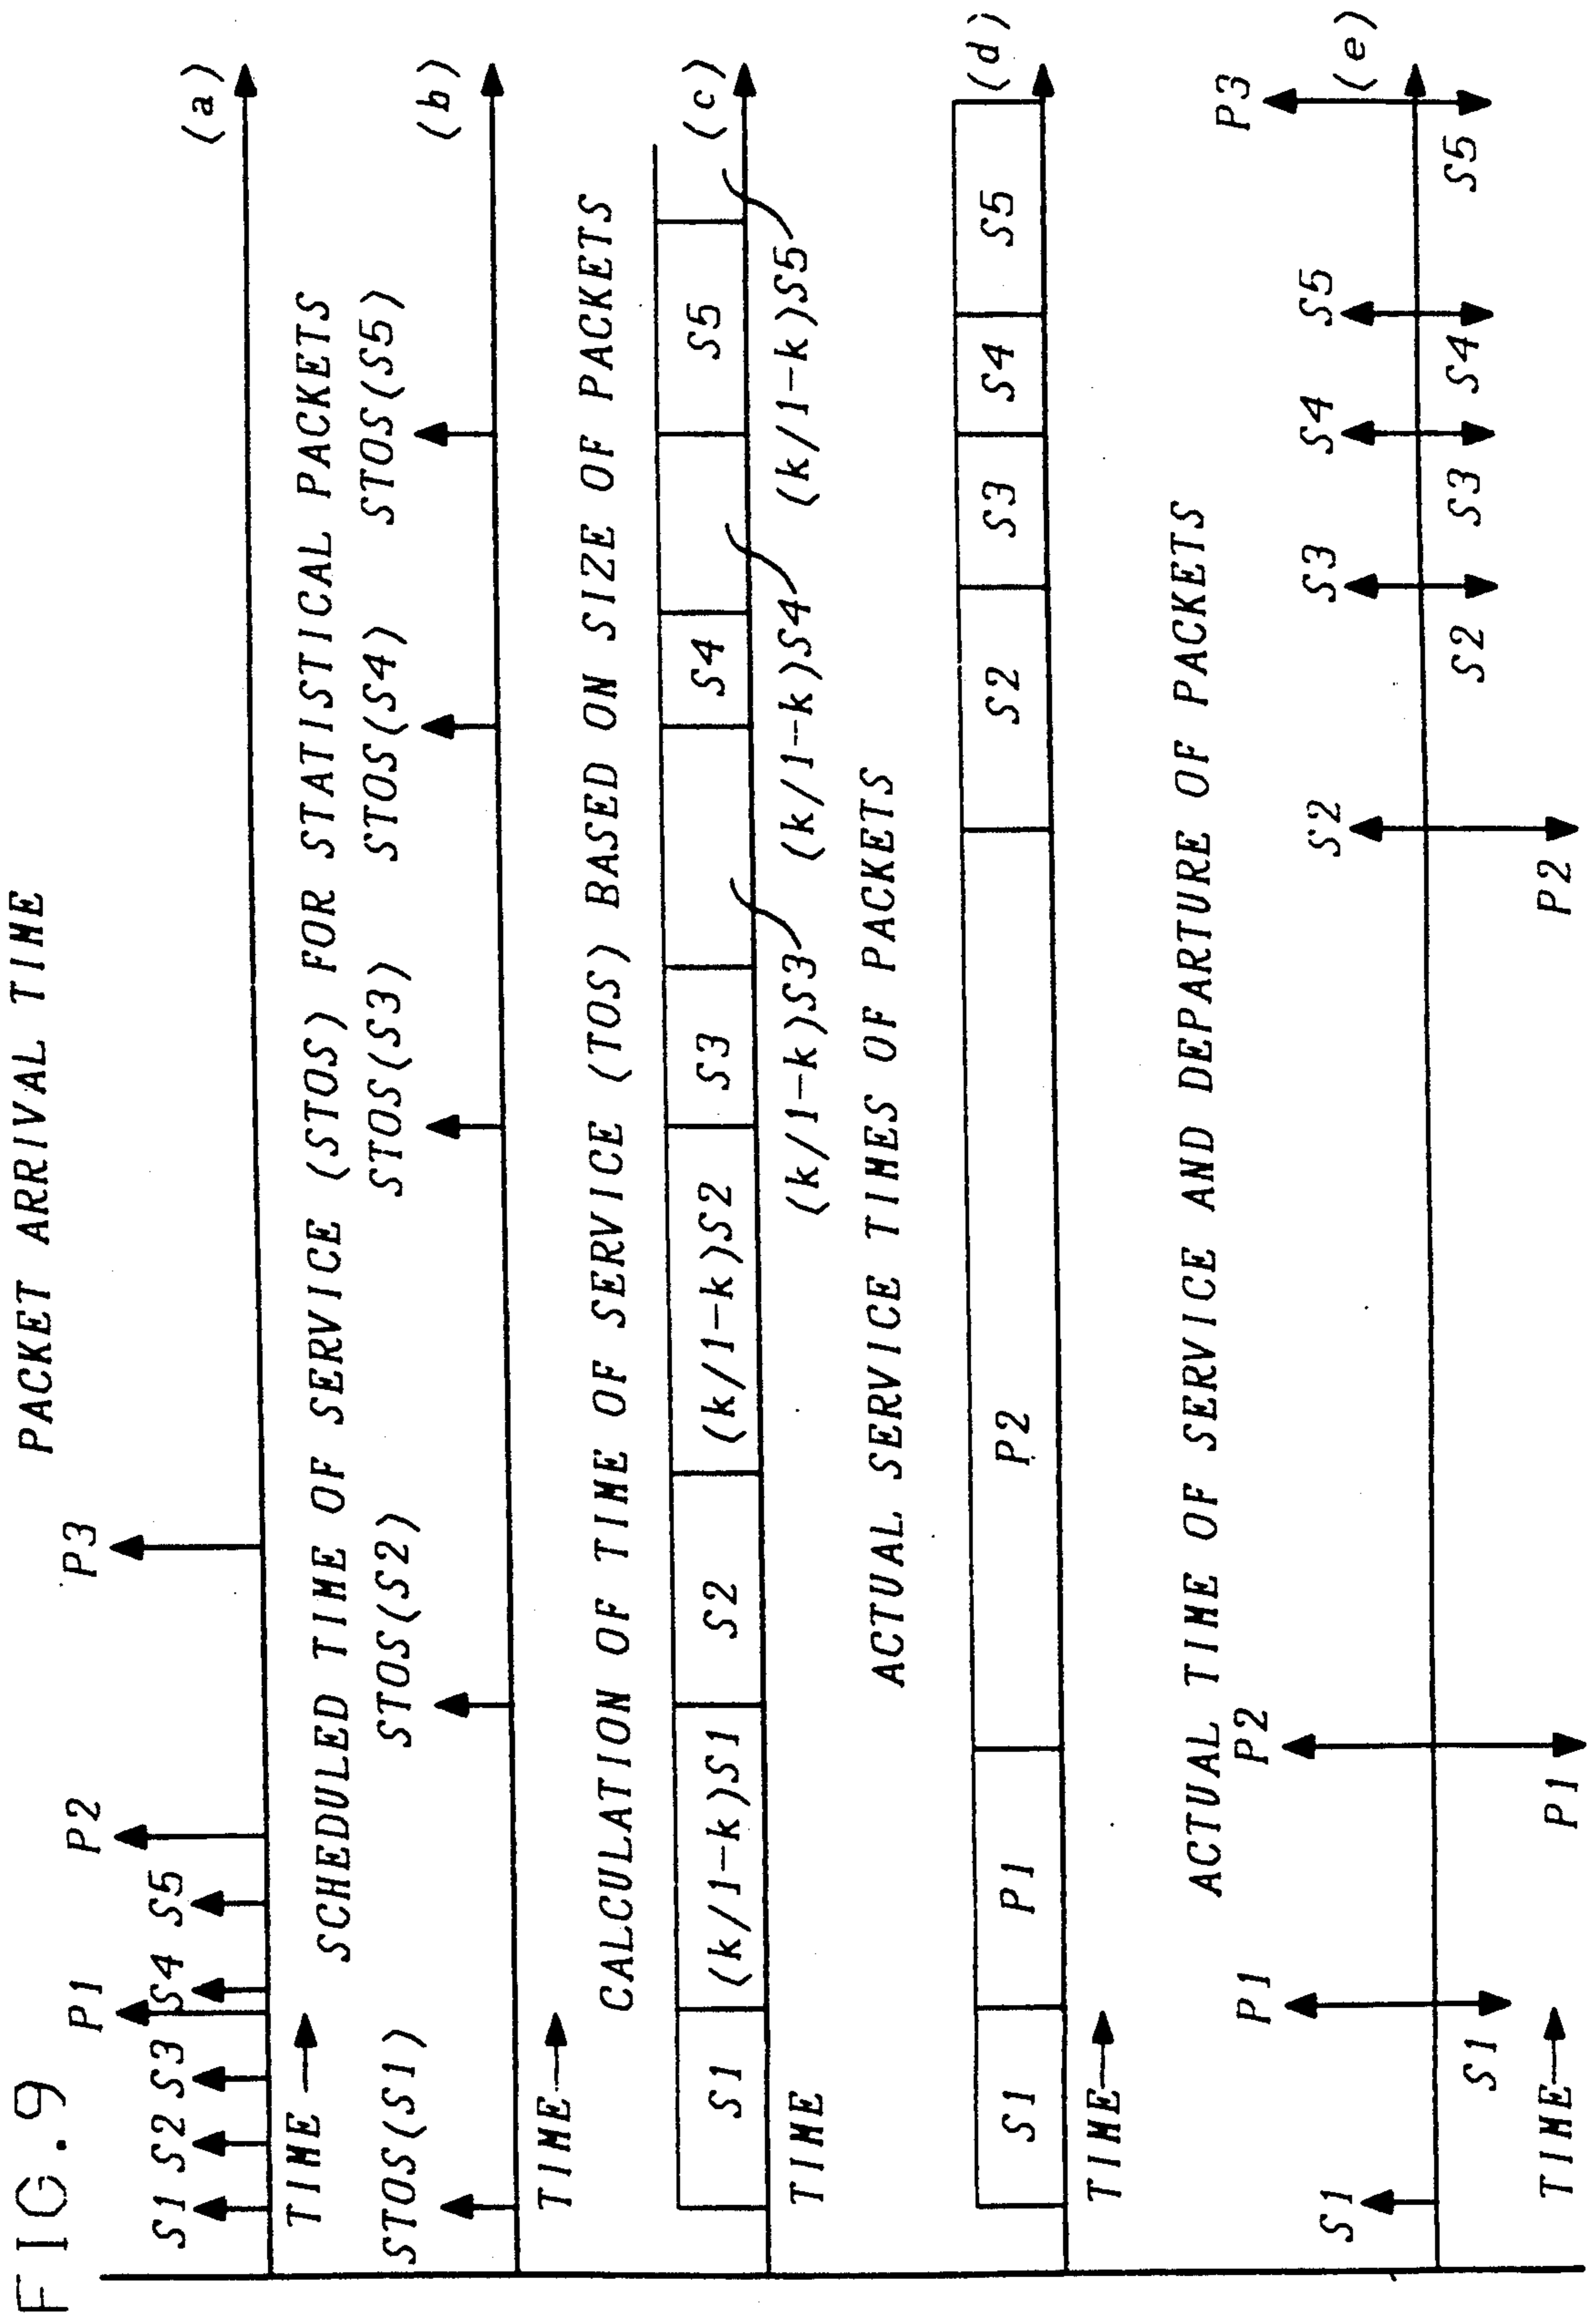 FIG.9
PACKET ARRIVAL TIME
P1 P2 P3
S1 S2 S3 S4 S5
(a)
TIME
SCHEDULED TIME OF SERVICE (STOS) FOR STATISTICAL PACKETS
STOS(S1) STOS(S2) STOS(S3) STOS(S4) STOS(S5)
(b)
TIME
CALCULATION OF TIME OF SERVICE (TOS) BASED ON SIZE OF PACKETS
S1 (k/1-k)S1 S2 (k/1-k)S2 S3 S4 S5
(c)
(k/1-k)S3 (k/1-k)S4 (k/1-k)S5
TIME
ACTUAL SERVICE TIMES OF PACKETS
S1 P1 P2 S2 S3 S4 S5
(d)
TIME
ACTUAL TIME OF SERVICE AND DEPARTURE OF PACKETS
P1 P2 P3
S1 S2 S3 S4 S5
(e)
S1 S2 S3 S4 S5
P1 P2
TIME